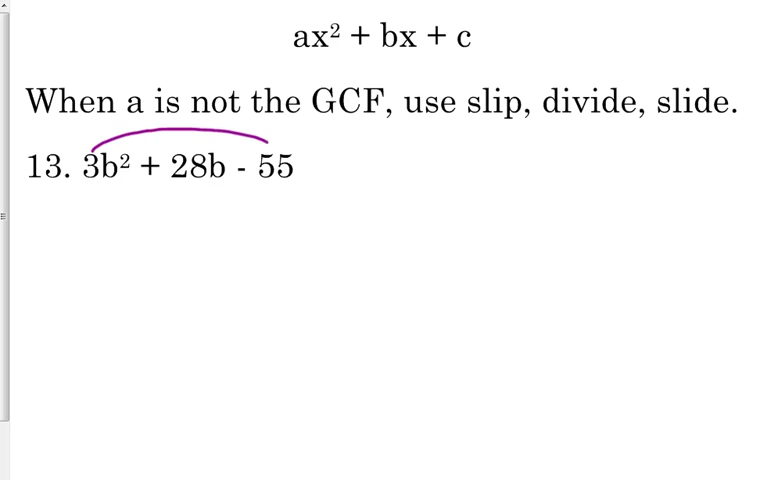 ax² + bx + c
When a is not the GCF, use slip, divide, slide.
13. 3b² + 28b - 55